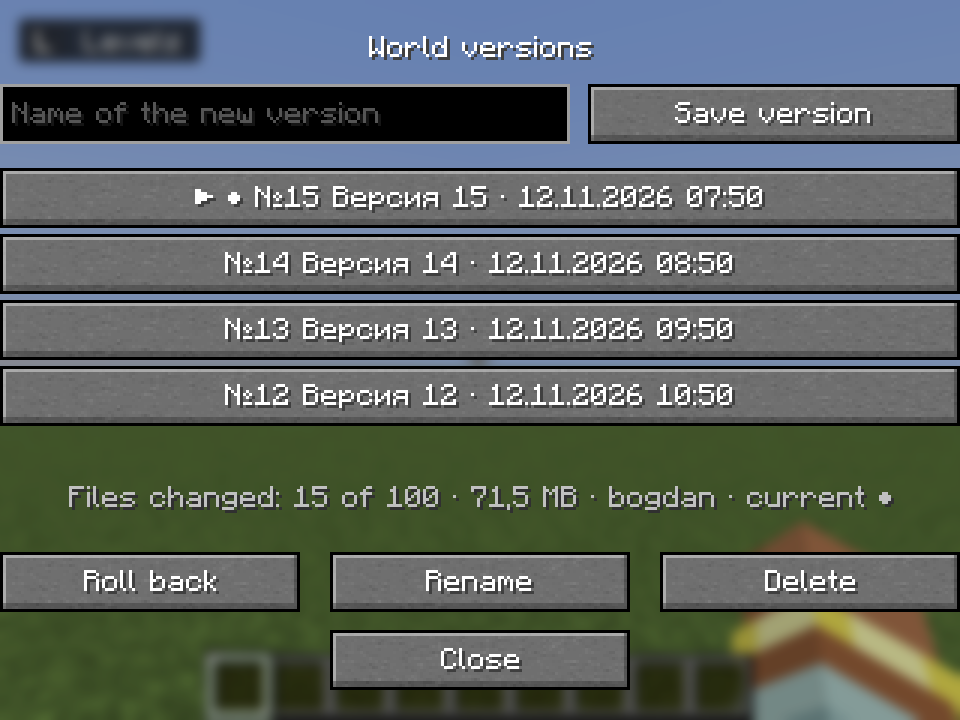 L Levels
World versions
Name of the new version
Save version
► ● №15 Версия 15 · 12.11.2026 07:50
№14 Версия 14 · 12.11.2026 08:50
№13 Версия 13 · 12.11.2026 09:50
№12 Версия 12 · 12.11.2026 10:50
Files changed: 15 of 100 · 71,5 MB · bogdan · current ●
Roll back
Rename
Delete
Close